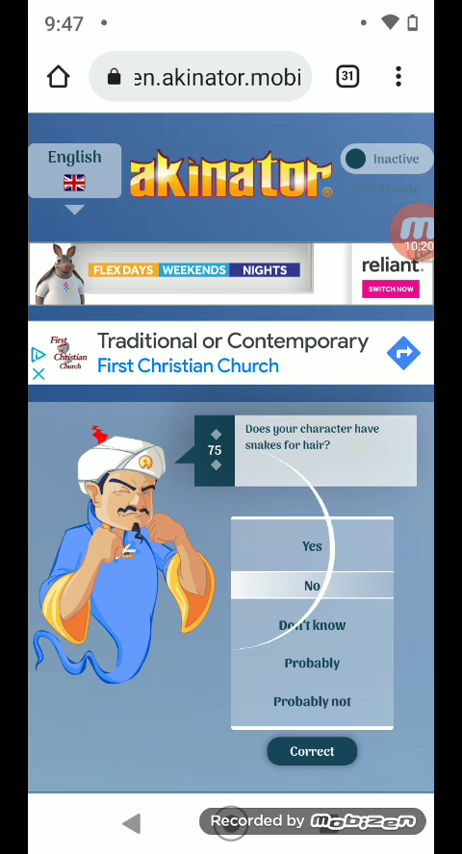 9:47
en.akinator.mobi
31
English
akinator®
Inactive
Child mode
10:20
FLEX DAYS WEEKENDS NIGHTS
reliant
SWITCH NOW
First
Christian
Church
Traditional or Contemporary
First Christian Church
75
Does your character have
snakes for hair?
Yes
No
Don't know
Probably
Probably not
Correct
Recorded by mobizen